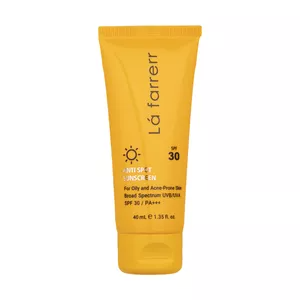 Lá farrerr
SPF
30
ANTI SPOT
SUNSCREEN
For Oily and Acne-Prone Skin
Broad Spectrum UVB/UVA
SPF 30 / PA+++
40 mL ℮ 1.35 fl. oz.